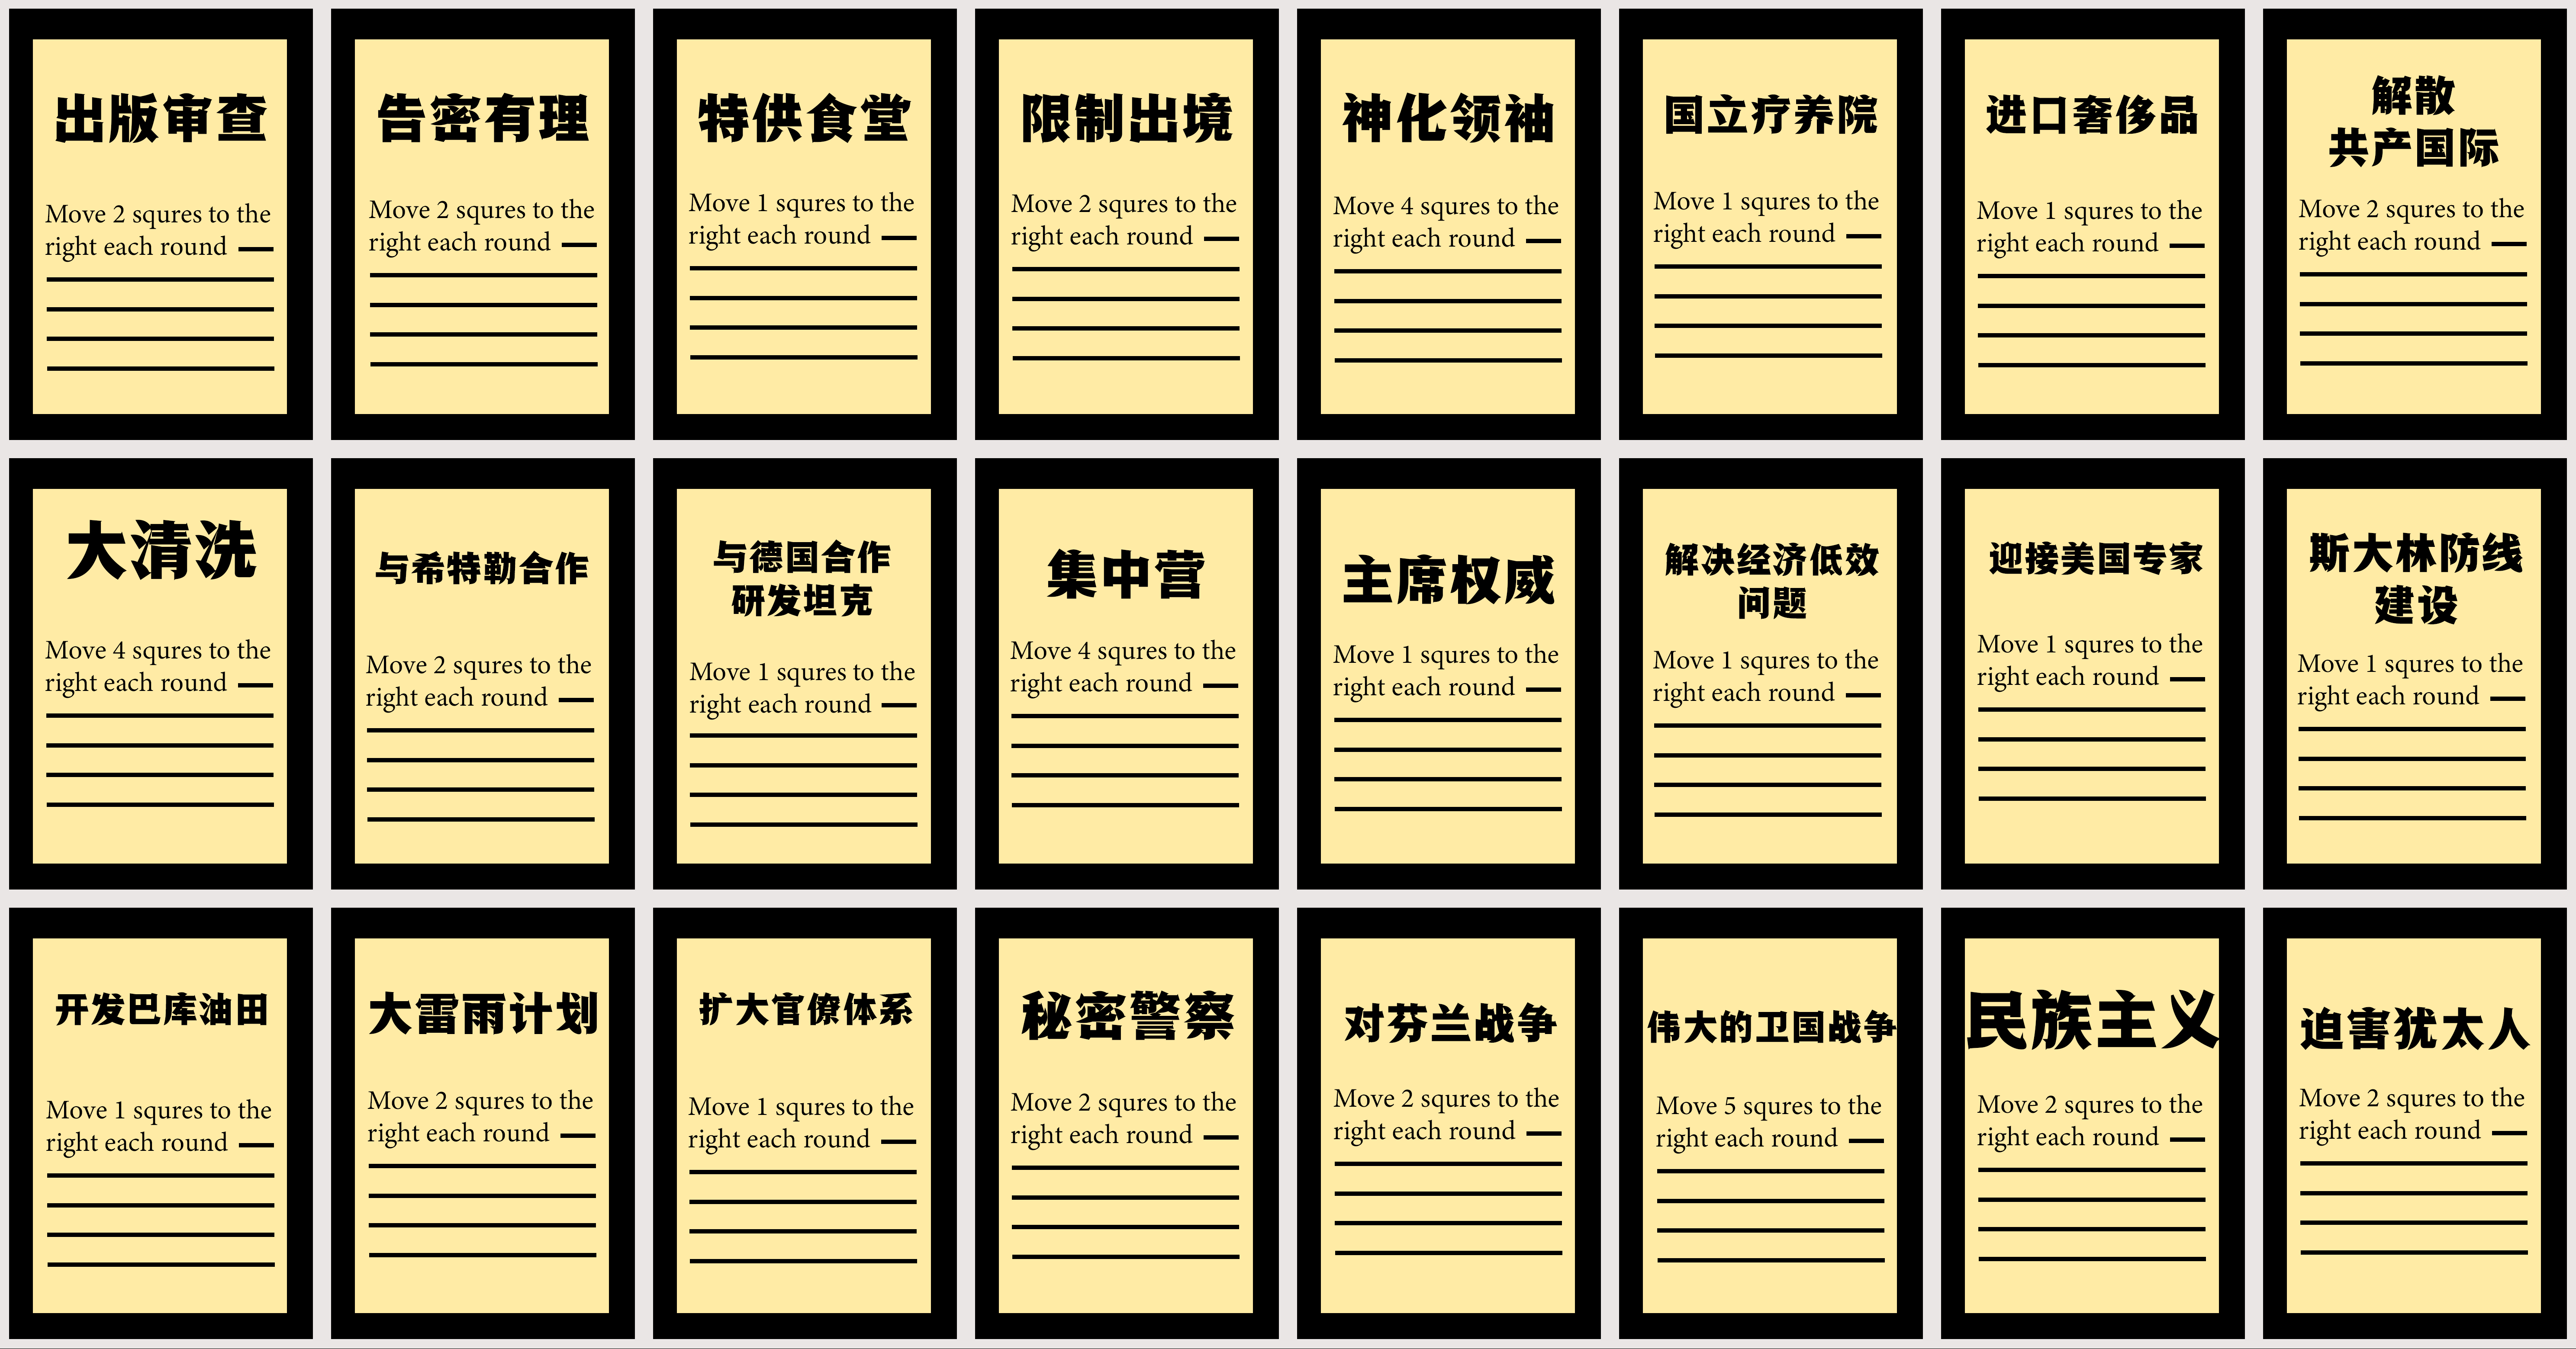 出版审查
Move 2 squres to the
right each round
告密有理
Move 2 squres to the
right each round
特供食堂
Move 1 squres to the
right each round
限制出境
Move 2 squres to the
right each round
神化领袖
Move 4 squres to the
right each round
国立疗养院
Move 1 squres to the
right each round
进口奢侈品
Move 1 squres to the
right each round
解散
共产国际
Move 2 squres to the
right each round
大清洗
Move 4 squres to the
right each round
与希特勒合作
Move 2 squres to the
right each round
与德国合作
研发坦克
Move 1 squres to the
right each round
集中营
Move 4 squres to the
right each round
主席权威
Move 1 squres to the
right each round
解决经济低效
问题
Move 1 squres to the
right each round
迎接美国专家
Move 1 squres to the
right each round
斯大林防线
建设
Move 1 squres to the
right each round
开发巴库油田
Move 1 squres to the
right each round
大雷雨计划
Move 2 squres to the
right each round
扩大官僚体系
Move 1 squres to the
right each round
秘密警察
Move 2 squres to the
right each round
对芬兰战争
Move 2 squres to the
right each round
伟大的卫国战争
Move 5 squres to the
right each round
民族主义
Move 2 squres to the
right each round
迫害犹太人
Move 2 squres to the
right each round